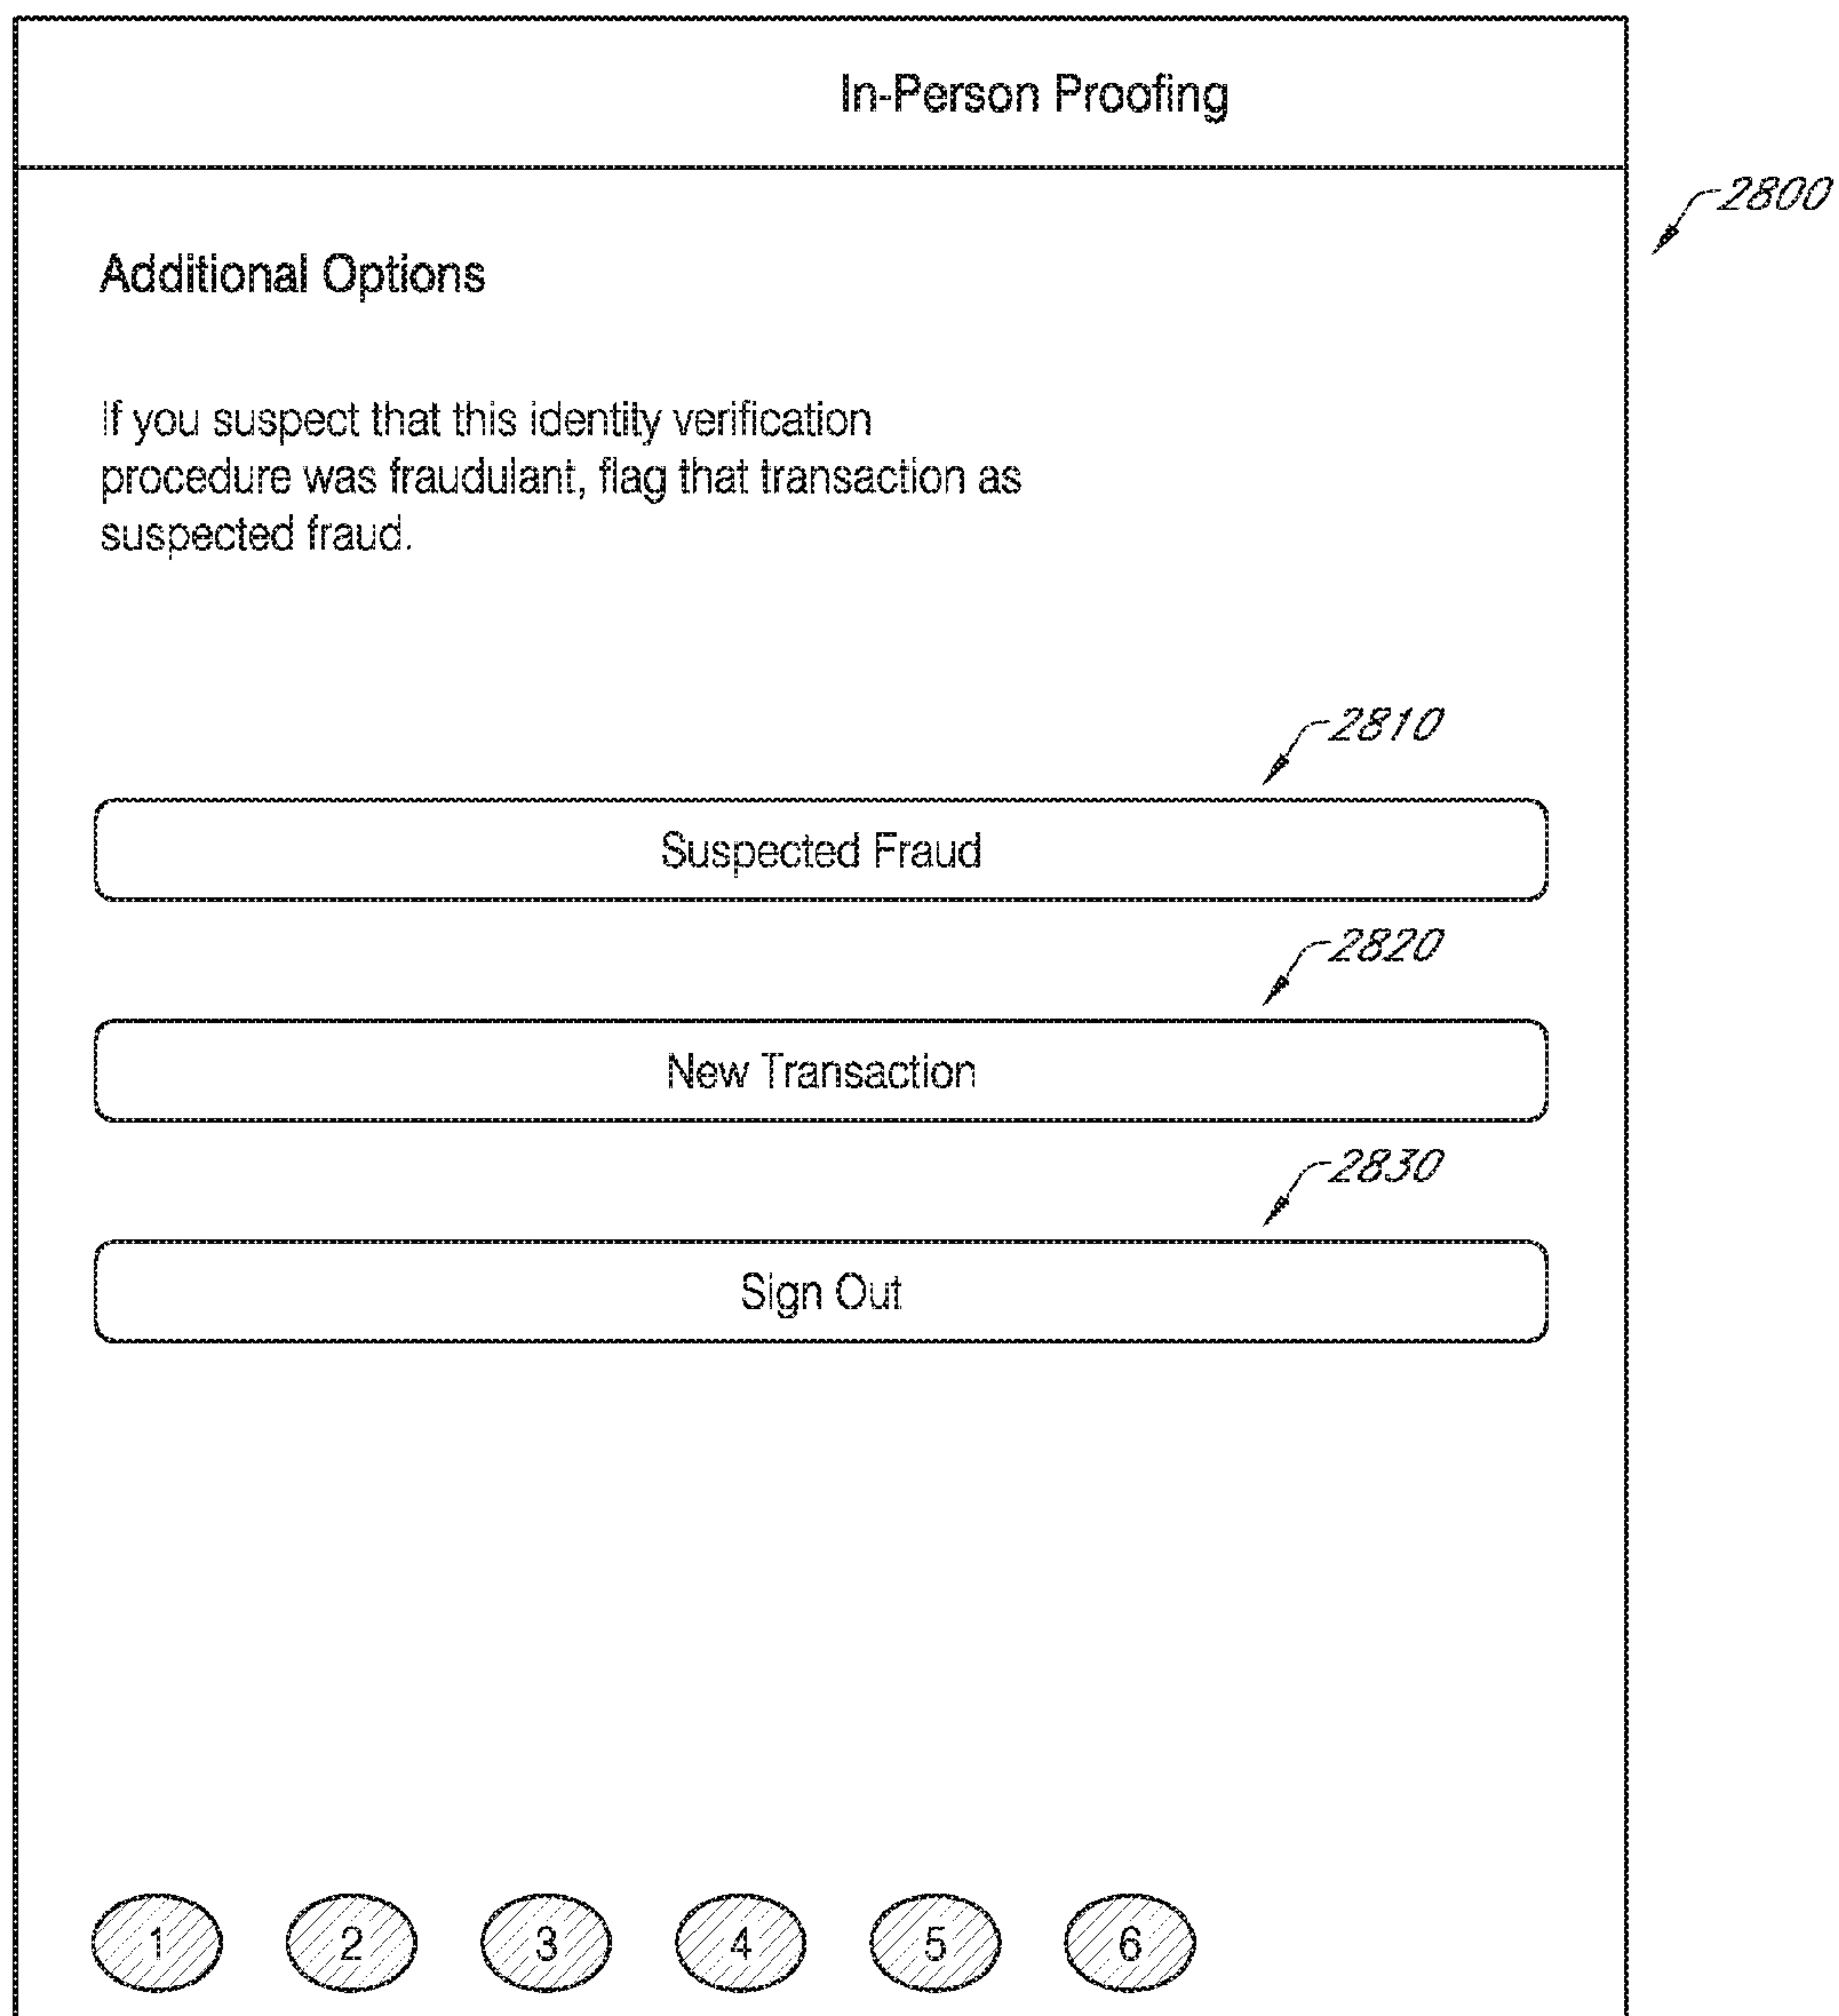 In-Person Proofing
2800
Additional Options
If you suspect that this identity verification
procedure was fraudulant, flag that transaction as
suspected fraud.
2810
Suspected Fraud
2820
New Transaction
2830
Sign Out
1 2 3 4 5 6